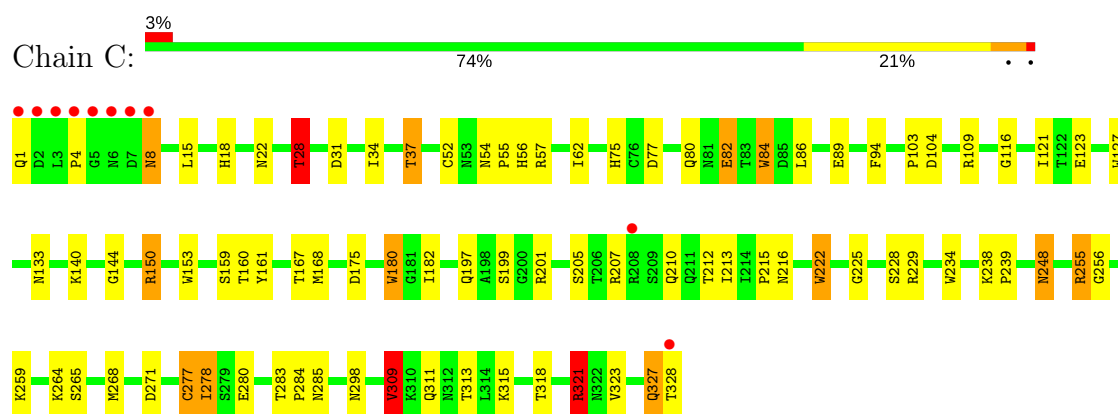 3%
Chain C:
74% 21% • •
Q1 D2 L3 P4 G5 N6 D7 N8 L15 H18 N22 T28 D31 I34 T37 C52 N53 N54 P55 H56 R57 I62 H75 C76 D77 Q80 N81 E82 T83 W84 D85 L86 E89 F94 P103 D104 R109 G116 I121 T122 E123
N133 K140 G144 R150 W153 S159 T160 Y161 T167 M168 D175 W180 G181 I182 Q197 A198 S199 G200 R201 S205 T206 R207 R208 S209 Q210 Q211 T212 I213 I214 P215 N216 W222 G225 S228 R229 W234 K238 P239 N248 R255 G256
K259 K264 S265 M268 D271 C277 I278 S279 E280 T283 P284 N285 N298 V309 K310 Q311 N312 T313 L314 K315 T318 R321 N322 V323 Q327 T328